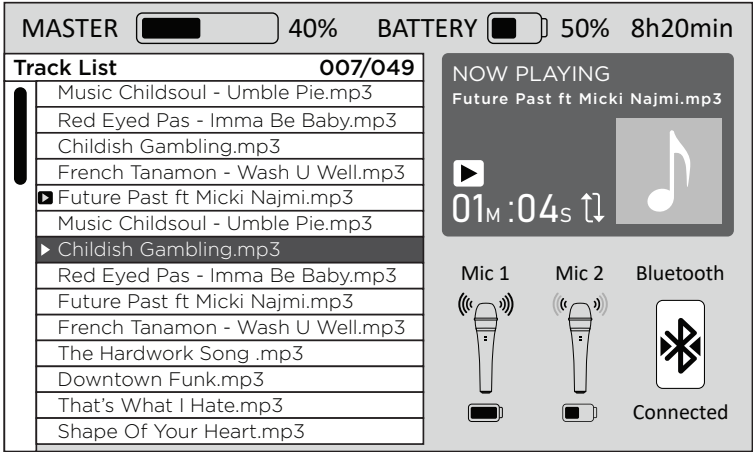 MASTER 40% BATTERY 50% 8h20min
Track List 007/049
Music Childsoul - Umble Pie.mp3
Red Eyed Pas - Imma Be Baby.mp3
Childish Gambling.mp3
French Tanamon - Wash U Well.mp3
Future Past ft Micki Najmi.mp3
Music Childsoul - Umble Pie.mp3
Childish Gambling.mp3
Red Eyed Pas - Imma Be Baby.mp3
Future Past ft Micki Najmi.mp3
French Tanamon - Wash U Well.mp3
The Hardwork Song .mp3
Downtown Funk.mp3
That's What I Hate.mp3
Shape Of Your Heart.mp3
NOW PLAYING
Future Past ft Micki Najmi.mp3
01M :04s
Mic 1 Mic 2 Bluetooth
Connected